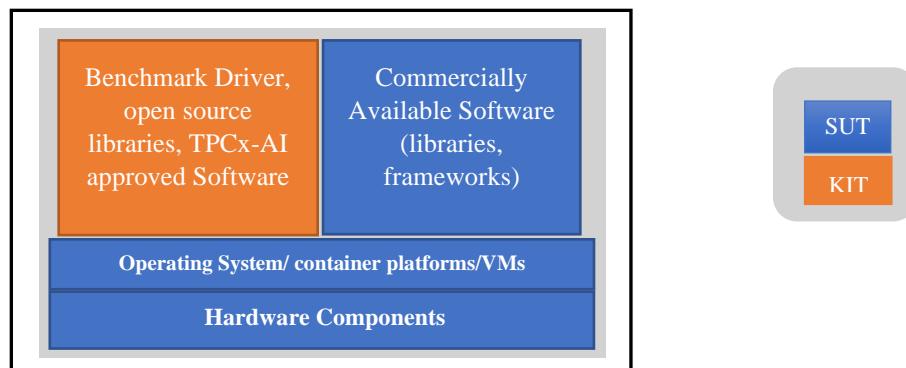 Benchmark Driver,
open source
libraries, TPCx-AI
approved Software
Commercially
Available Software
(libraries,
frameworks)
Operating System/ container platforms/VMs
Hardware Components
SUT
KIT